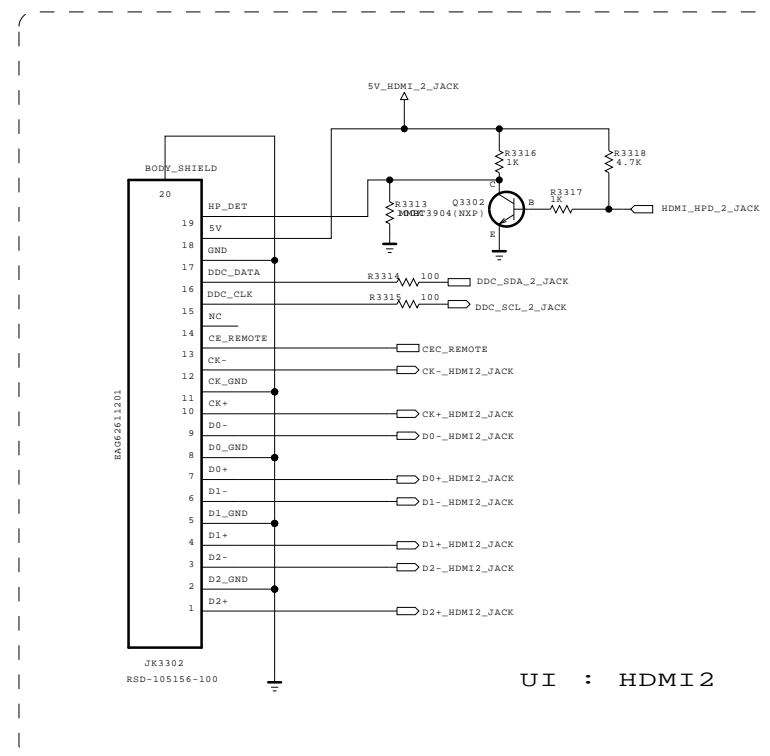 5V_HDMI_2_JACK
R3316
1K
R3318
4.7K
BODY_SHIELD
20
C
Q3302
R3317
1K
B
HDMI_HPD_2_JACK
R3313
MMBT3904(NXP)
E
HP_DET
19
5V
18
GND
17
DDC_DATA
R3314
100
DDC_SDA_2_JACK
16
DDC_CLK
R3315
100
DDC_SCL_2_JACK
15
NC
14
CE_REMOTE
CEC_REMOTE
13
CK-
CK-_HDMI2_JACK
12
CK_GND
11
10
CK+
CK+_HDMI2_JACK
D0-
D0-_HDMI2_JACK
9
D0_GND
8
D0+
D0+_HDMI2_JACK
7
D1-
D1-_HDMI2_JACK
6
D1_GND
5
D1+
D1+_HDMI2_JACK
4
D2-
D2-_HDMI2_JACK
3
D2_GND
2
D2+
D2+_HDMI2_JACK
1
EAG62611201
JK3302
RSD-105156-100
UI : HDMI2